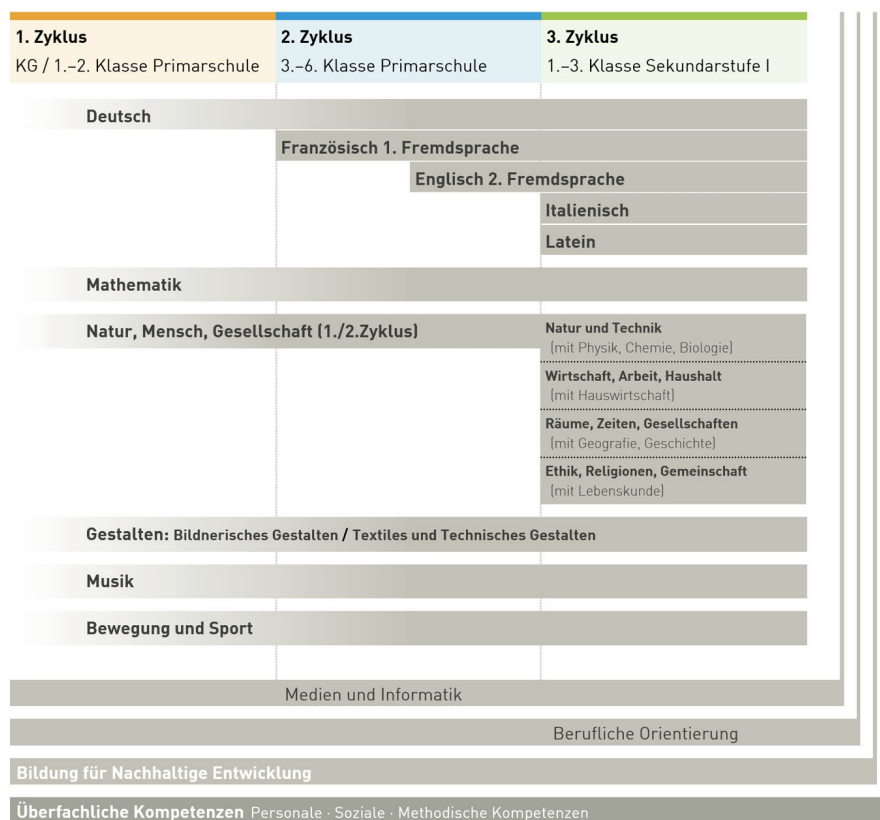 1. Zyklus
KG / 1.–2. Klasse Primarschule
2. Zyklus
3.–6. Klasse Primarschule
3. Zyklus
1.–3. Klasse Sekundarstufe I
Deutsch
Französisch 1. Fremdsprache
Englisch 2. Fremdsprache
Italienisch
Latein
Mathematik
Natur, Mensch, Gesellschaft (1./2.Zyklus)
Natur und Technik
(mit Physik, Chemie, Biologie)
Wirtschaft, Arbeit, Haushalt
(mit Hauswirtschaft)
Räume, Zeiten, Gesellschaften
(mit Geografie, Geschichte)
Ethik, Religionen, Gemeinschaft
(mit Lebenskunde)
Gestalten: Bildnerisches Gestalten / Textiles und Technisches Gestalten
Musik
Bewegung und Sport
Medien und Informatik
Berufliche Orientierung
Bildung für Nachhaltige Entwicklung
Überfachliche Kompetenzen Personale · Soziale · Methodische Kompetenzen